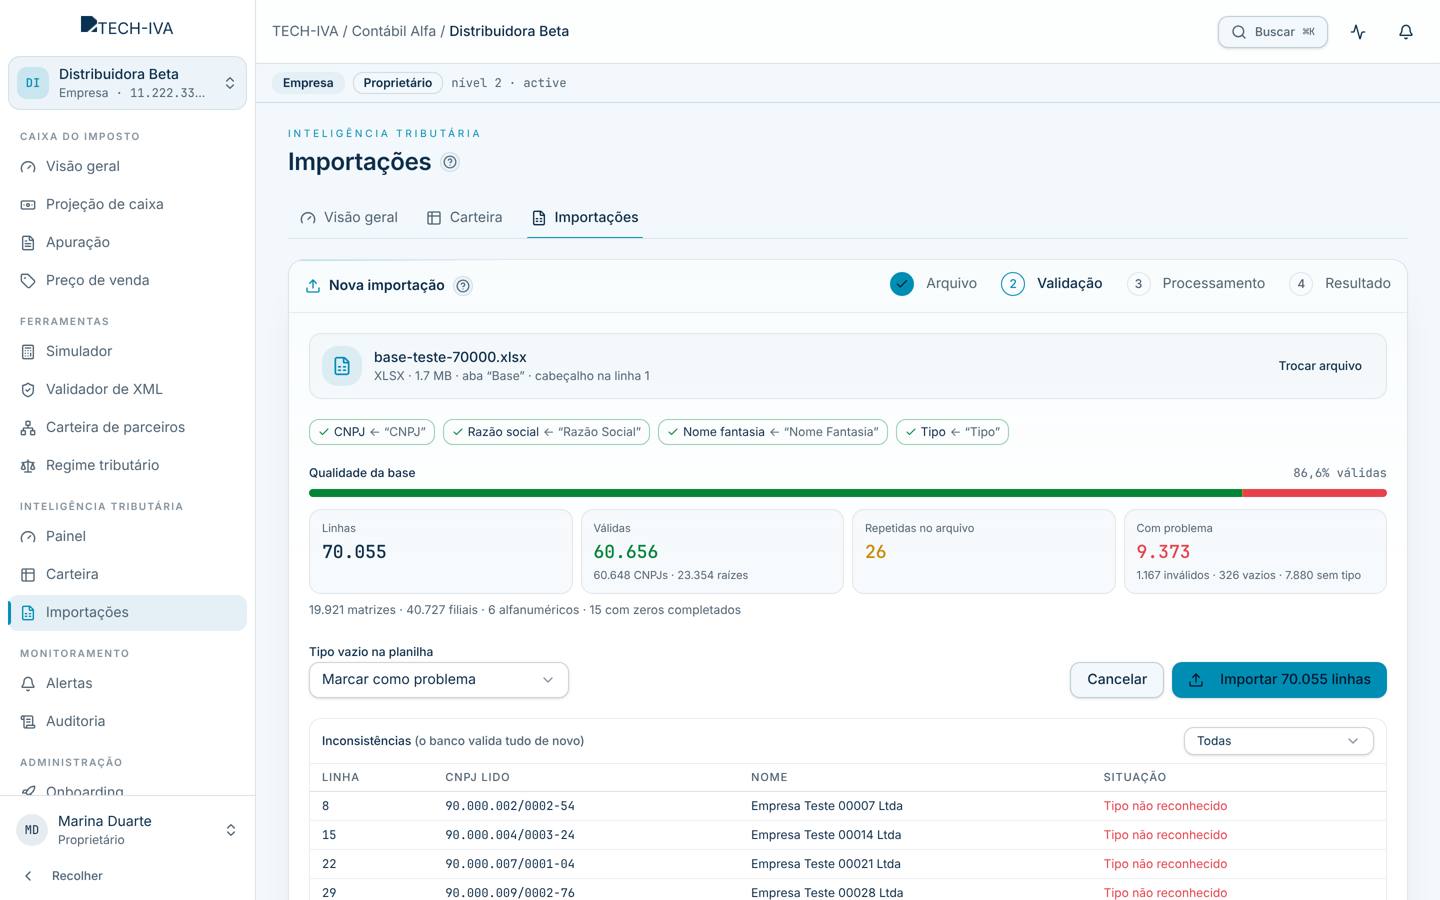 TECH-IVA
TECH-IVA / Contábil Alfa / Distribuidora Beta
Buscar ⌘K
DI
Distribuidora Beta
Empresa · 11.222.33...
Empresa
Proprietário
nível 2 · active
CAIXA DO IMPOSTO
Visão geral
Projeção de caixa
Apuração
Preço de venda
FERRAMENTAS
Simulador
Validador de XML
Carteira de parceiros
Regime tributário
INTELIGÊNCIA TRIBUTÁRIA
Painel
Carteira
Importações
MONITORAMENTO
Alertas
Auditoria
ADMINISTRAÇÃO
Onboarding
MD
Marina Duarte
Proprietário
Recolher
INTELIGÊNCIA TRIBUTÁRIA
Importações
Visão geral
Carteira
Importações
Nova importação
Arquivo
2 Validação
3 Processamento
4 Resultado
base-teste-70000.xlsx
XLSX · 1.7 MB · aba “Base” · cabeçalho na linha 1
Trocar arquivo
CNPJ ← “CNPJ”
Razão social ← “Razão Social”
Nome fantasia ← “Nome Fantasia”
Tipo ← “Tipo”
Qualidade da base
86,6% válidas
Linhas
70.055
Válidas
60.656
60.648 CNPJs · 23.354 raízes
Repetidas no arquivo
26
Com problema
9.373
1.167 inválidos · 326 vazio · 7.880 sem tipo
19.921 matrizes · 40.727 filiais · 6 alfanuméricos · 15 com zeros completados
Tipo vazio na planilha
Marcar como problema
Cancelar
Importar 70.055 linhas
Inconsistências (o banco valida tudo de novo)
Todas
LINHA CNPJ LIDO NOME SITUAÇÃO
8 90.000.002/0002-54 Empresa Teste 00007 Ltda Tipo não reconhecido
15 90.000.004/0003-24 Empresa Teste 00014 Ltda Tipo não reconhecido
22 90.000.007/0001-04 Empresa Teste 00021 Ltda Tipo não reconhecido
29 90.000.009/0002-76 Empresa Teste 00028 Ltda Tipo não reconhecido